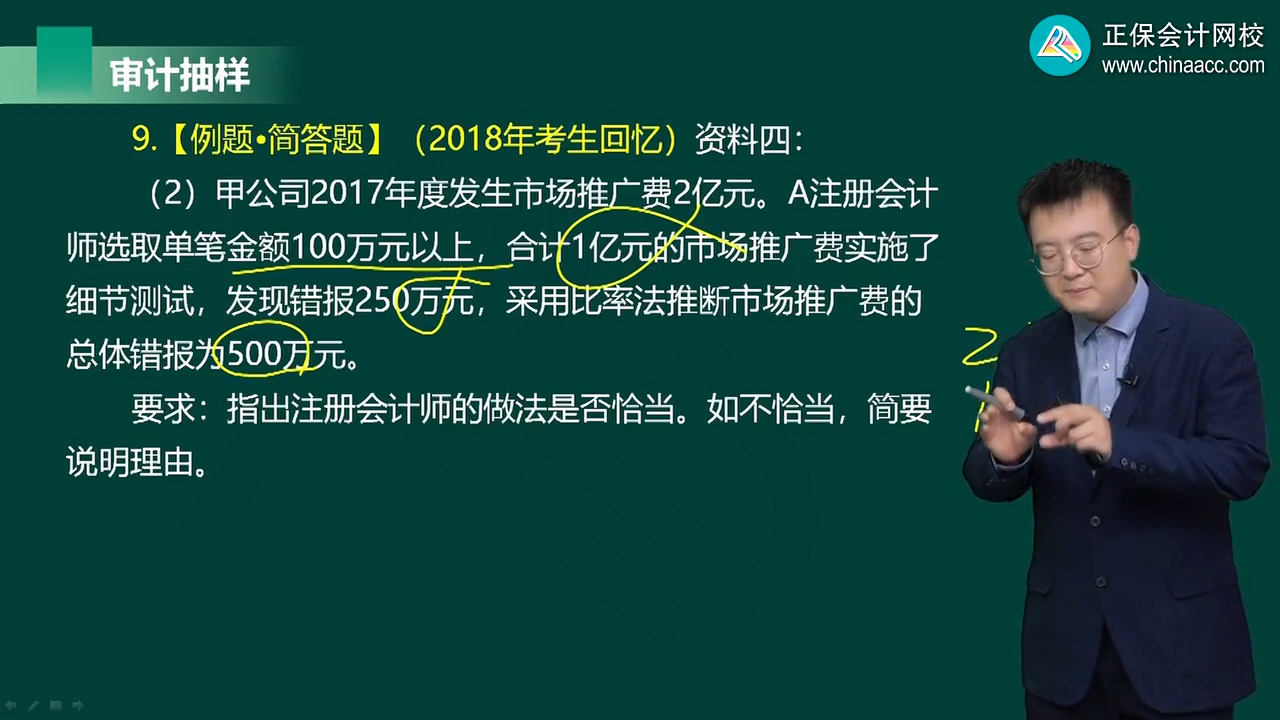 正保会计网校
www.chinaacc.com
审计抽样
9.【例题•简答题】（2018年考生回忆）资料四：
（2）甲公司2017年度发生市场推广费2亿元。A注册会计
师选取单笔金额100万元以上，合计1亿元的市场推广费实施了
细节测试，发现错报250万元，采用比率法推断市场推广费的
总体错报为500万元。
要求：指出注册会计师的做法是否恰当。如不恰当，简要
说明理由。
2